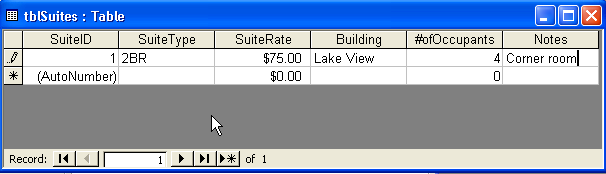 tblSuites : Table
SuiteID SuiteType SuiteRate Building #ofOccupants Notes
1 2BR $75.00 Lake View 4 Corner room
(AutoNumber) $0.00 0
Record: 1 of 1